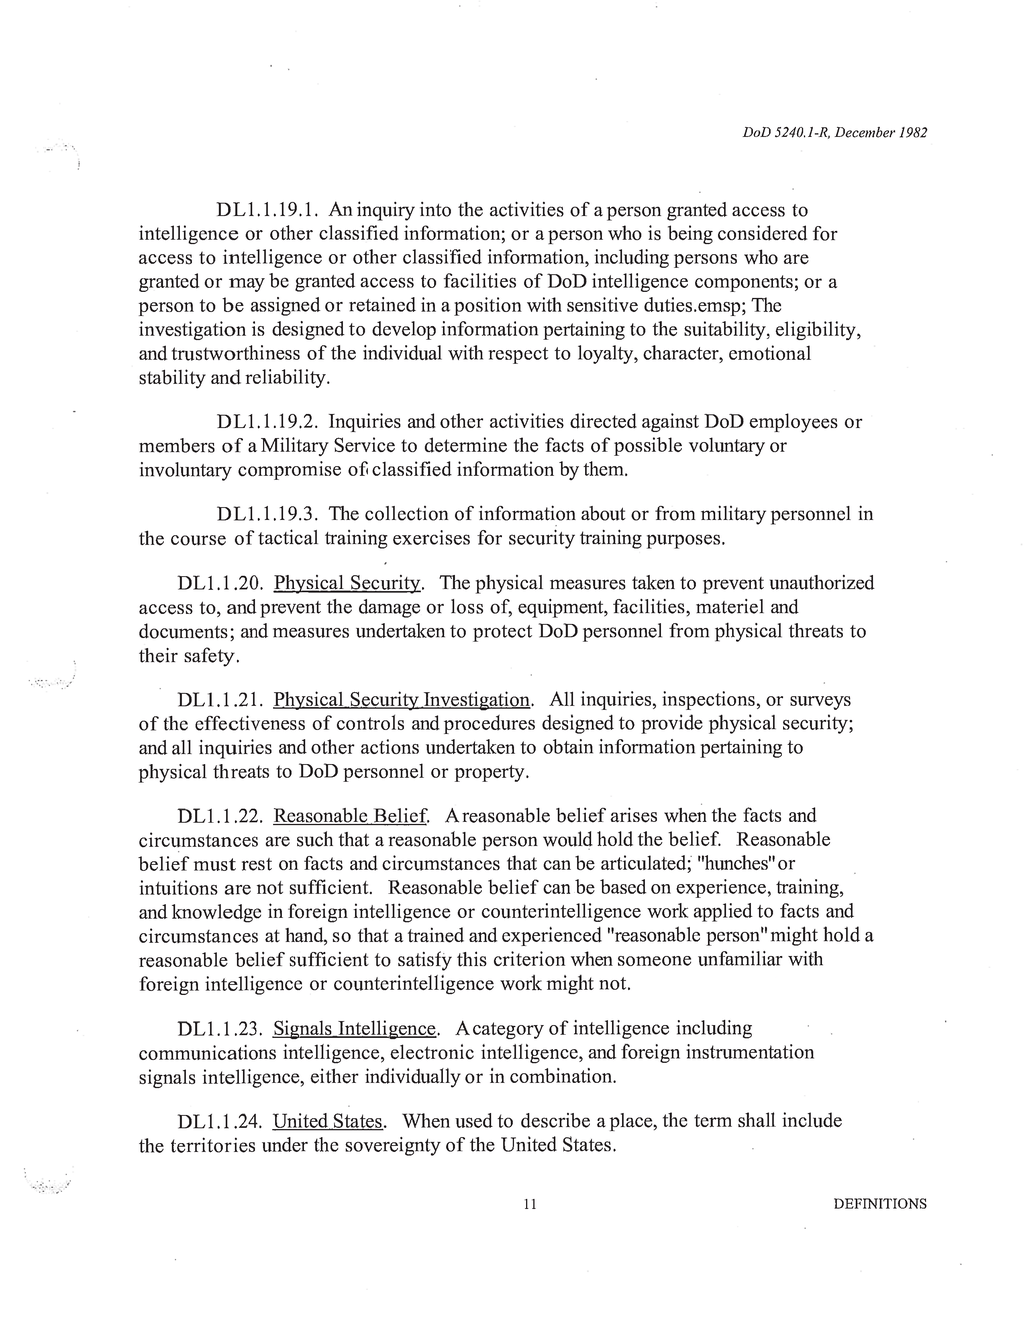 DoD 5240.1-R, December 1982
DL1.1.19.1. An inquiry into the activities of a person granted access to
intelligence or other classified information; or a person who is being considered for
access to intelligence or other classified information, including persons who are
granted or may be granted access to facilities of DoD intelligence components; or a
person to be assigned or retained in a position with sensitive duties.emsp; The
investigation is designed to develop information pertaining to the suitability, eligibility,
and trustworthiness of the individual with respect to loyalty, character, emotional
stability and reliability.
DL1.1.19.2. Inquiries and other activities directed against DoD employees or
members of a Military Service to determine the facts of possible voluntary or
involuntary compromise of classified information by them.
DL1.1.19.3. The collection of information about or from military personnel in
the course of tactical training exercises for security training purposes.
DL1.1.20. Physical Security. The physical measures taken to prevent unauthorized
access to, and prevent the damage or loss of, equipment, facilities, materiel and
documents; and measures undertaken to protect DoD personnel from physical threats to
their safety.
DL1.1.21. Physical Security Investigation. All inquiries, inspections, or surveys
of the effectiveness of controls and procedures designed to provide physical security;
and all inquiries and other actions undertaken to obtain information pertaining to
physical threats to DoD personnel or property.
DL1.1.22. Reasonable Belief. A reasonable belief arises when the facts and
circumstances are such that a reasonable person would hold the belief. Reasonable
belief must rest on facts and circumstances that can be articulated; "hunches" or
intuitions are not sufficient. Reasonable belief can be based on experience, training,
and knowledge in foreign intelligence or counterintelligence work applied to facts and
circumstances at hand, so that a trained and experienced "reasonable person" might hold a
reasonable belief sufficient to satisfy this criterion when someone unfamiliar with
foreign intelligence or counterintelligence work might not.
DL1.1.23. Signals Intelligence. A category of intelligence including
communications intelligence, electronic intelligence, and foreign instrumentation
signals intelligence, either individually or in combination.
DL1.1.24. United States. When used to describe a place, the term shall include
the territories under the sovereignty of the United States.
11 DEFINITIONS